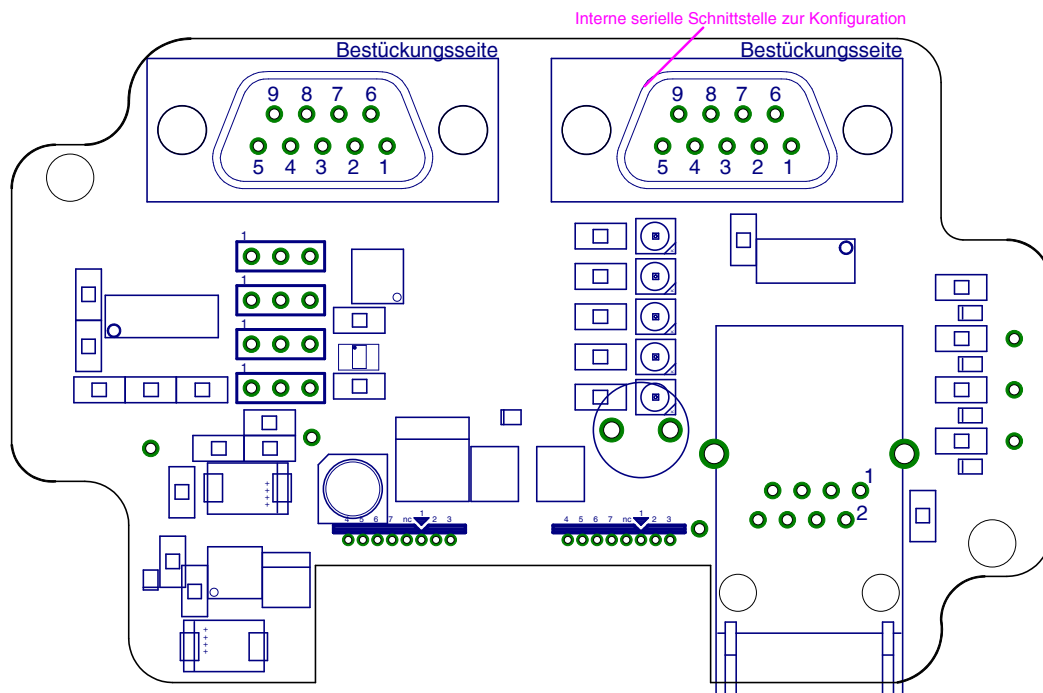 Interne serielle Schnittstelle zur Konfiguration
Bestückungsseite Bestückungsseite
9 8 7 6 9 8 7 6
5 4 3 2 1 5 4 3 2 1
1
1
1
1
1
2
4 5 6 7 nc 1 2 3 4 5 6 7 nc 1 2 3